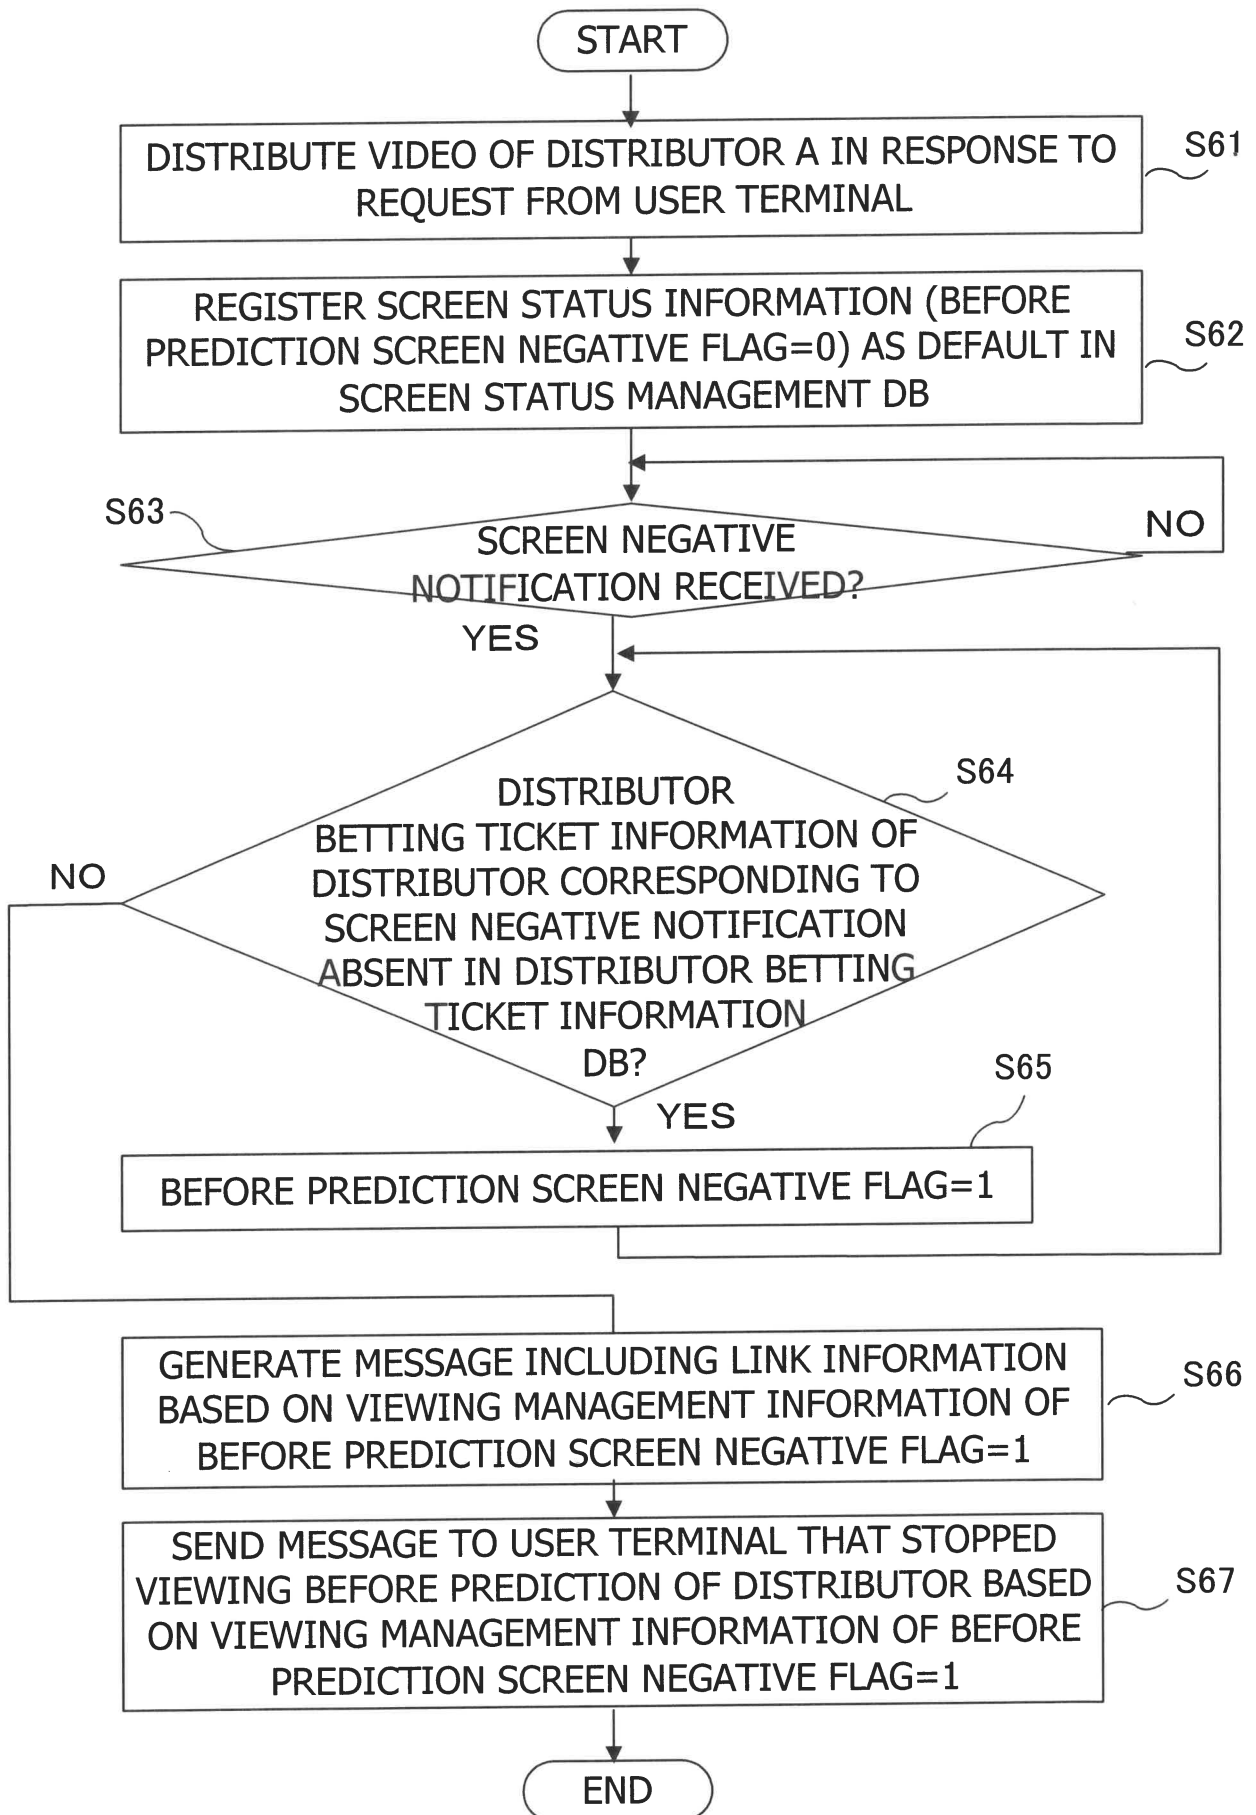 START
DISTRIBUTE VIDEO OF DISTRIBUTOR A IN RESPONSE TO
REQUEST FROM USER TERMINAL
S61
REGISTER SCREEN STATUS INFORMATION (BEFORE
PREDICTION SCREEN NEGATIVE FLAG=0) AS DEFAULT IN
SCREEN STATUS MANAGEMENT DB
S62
S63
SCREEN NEGATIVE
NOTIFICATION RECEIVED?
NO
YES
S64
DISTRIBUTOR
BETTING TICKET INFORMATION OF
DISTRIBUTOR CORRESPONDING TO
SCREEN NEGATIVE NOTIFICATION
ABSENT IN DISTRIBUTOR BETTING
TICKET INFORMATION
DB?
NO
YES
S65
BEFORE PREDICTION SCREEN NEGATIVE FLAG=1
GENERATE MESSAGE INCLUDING LINK INFORMATION
BASED ON VIEWING MANAGEMENT INFORMATION OF
BEFORE PREDICTION SCREEN NEGATIVE FLAG=1
S66
SEND MESSAGE TO USER TERMINAL THAT STOPPED
VIEWING BEFORE PREDICTION OF DISTRIBUTOR BASED
ON VIEWING MANAGEMENT INFORMATION OF BEFORE
PREDICTION SCREEN NEGATIVE FLAG=1
S67
END